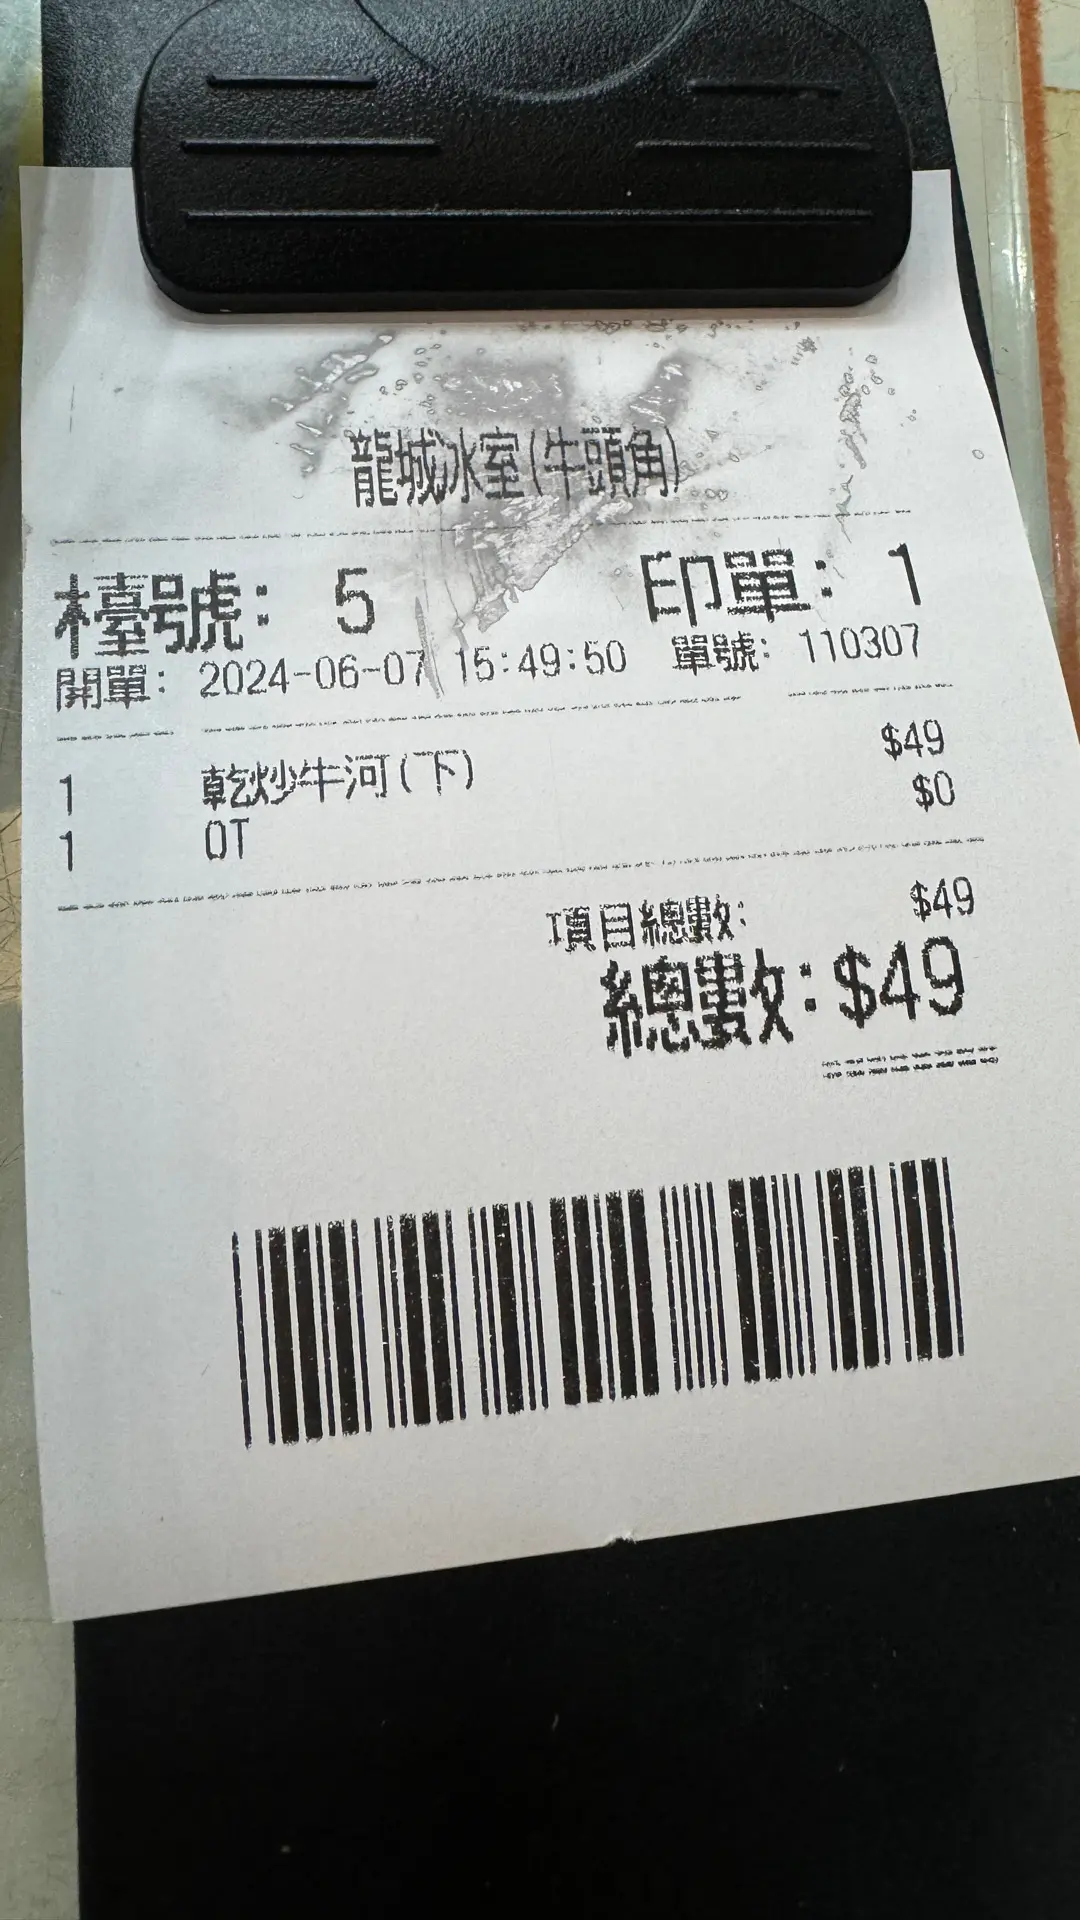 龍城冰室(牛頭角)
檯號: 5 印單: 1
開單: 2024-06-07 15:49:50 單號: 110307
1 乾炒牛河(下) $49
1 OT $0
項目總數: $49
總數:$49